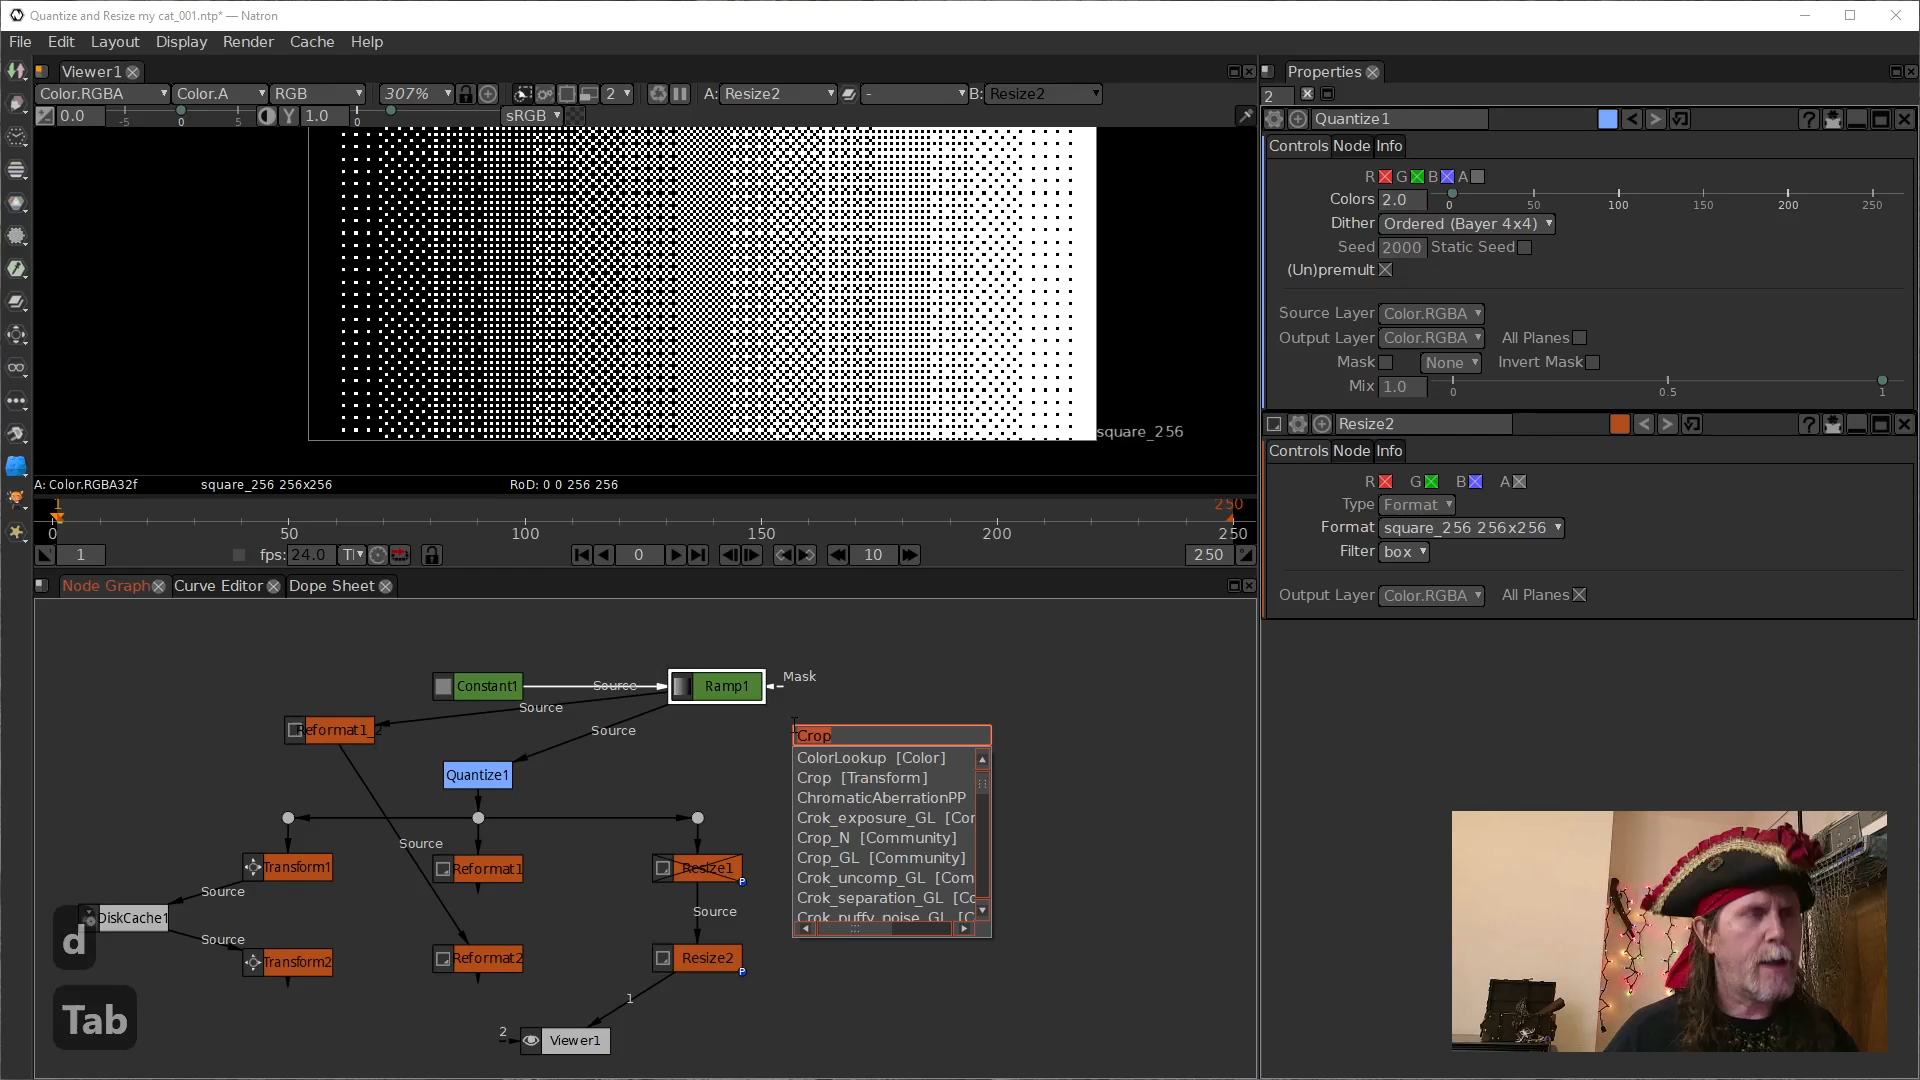 Quantize and Resize my cat_001.ntp* — Natron
File Edit Layout Display Render Cache Help
Viewer1
Color.RGBA Color.A RGB 307% 2 A: Resize2 - B: Resize2
0.0 -5 0 5 Y 1.0 0 sRGB
square_256
A: Color.RGBA32f square_256 256x256 RoD: 0 0 256 256
1 250
0 50 100 150 200 250
1 fps: 24.0 0 10 250
Node Graph Curve Editor Dope Sheet
Constant1 Source Ramp1 Mask
Source
Reformat1_2 Source
Quantize1
Crop
ColorLookup [Color]
Crop [Transform]
ChromaticAberrationPP
Crok_exposure_GL [Cor
Crop_N [Community]
Crop_GL [Community]
Crok_uncomp_GL [Com
Crok_separation_GL [Co
Crok_puffy_noise_GL [C
Source
Transform1 Reformat1 Resize1 P
Source Source
DiskCache1
Source
Transform2 Reformat2 Resize2 P
1
2 Viewer1
d
Tab
Properties
2
Quantize1 ?
Controls Node Info
R G B A
Colors 2.0 0 50 100 150 200 250
Dither Ordered (Bayer 4x4)
Seed 2000 Static Seed
(Un)premult
Source Layer Color.RGBA
Output Layer Color.RGBA All Planes
Mask None Invert Mask
Mix 1.0 0 0.5 1
Resize2 ?
Controls Node Info
R G B A
Type Format
Format square_256 256x256
Filter box
Output Layer Color.RGBA All Planes